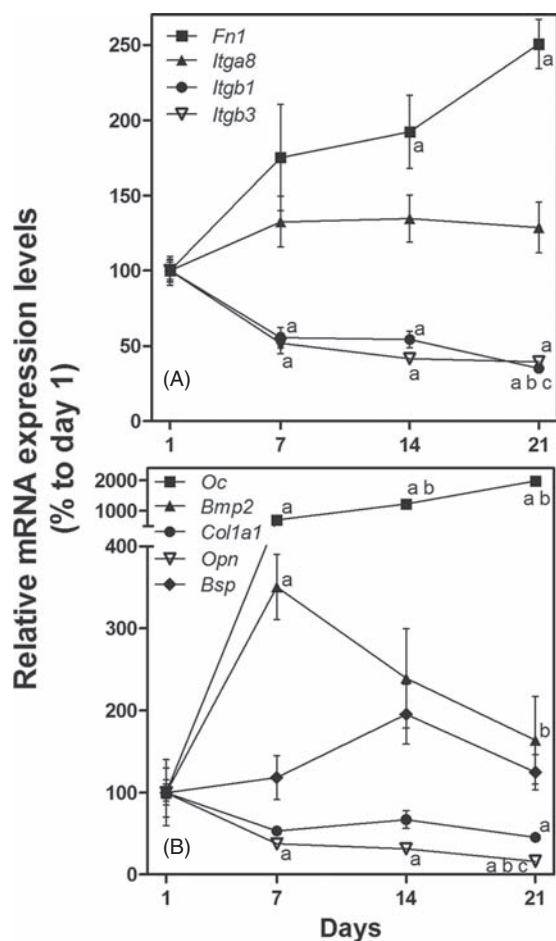 Relative mRNA expression levels
(% to day 1)
250
200
150
100
50
0
Fn1
Itga8
Itgb1
Itgb3
a
a
a
a
a
a
a
a b c
(A)
1
7
14
21
2000
1000
400
300
200
100
0
Oc
Bmp2
Col1a1
Opn
Bsp
a
a b
a b
a
b
a
a
a
a b c
(B)
1
7
14
21
Days